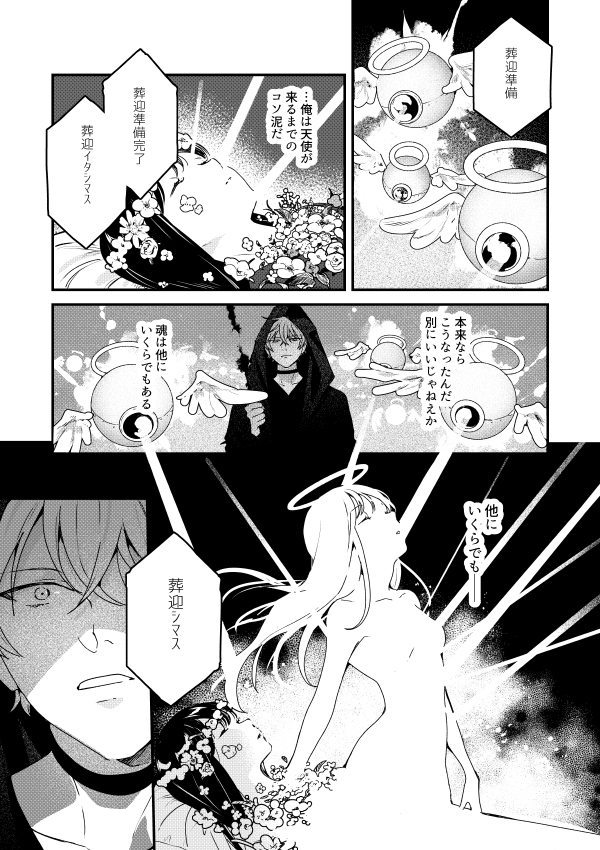 葬迎準備
…俺は天使が
来るまでの
コソ泥だ
葬迎準備完了
葬迎イタシマス
本来なら
こうなったんだ
別にいいじゃねえか
魂は他に
いくらでもある
他に
いくらでも──
葬迎シマス